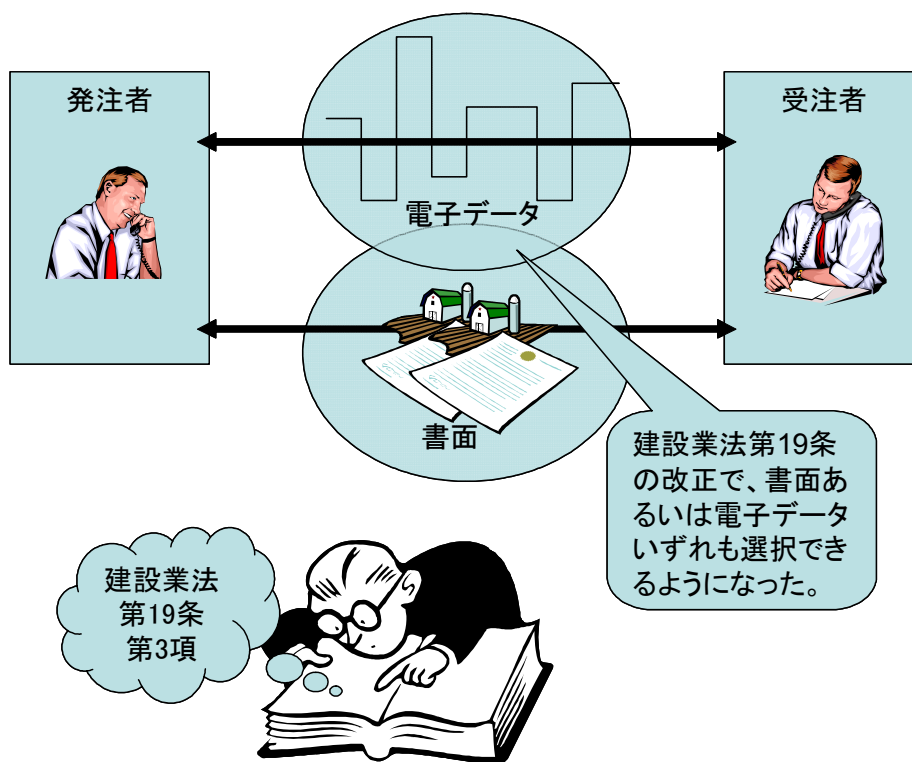 発注者
受注者
電子データ
書面
建設業法第19条
の改正で、書面あ
るいは電子データ
いずれも選択でき
るようになった。
建設業法
第19条
第3項